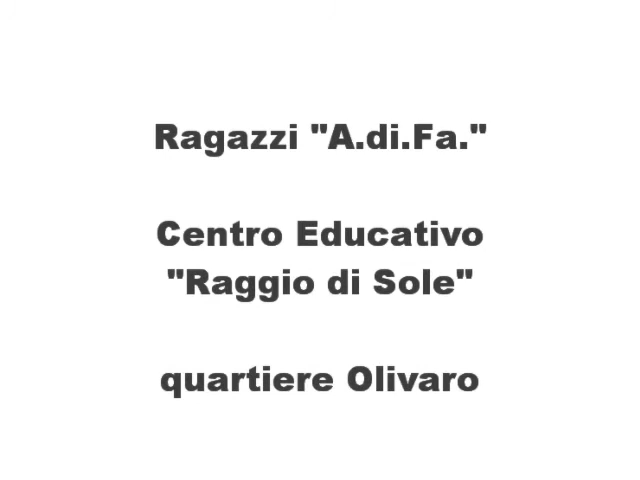 Ragazzi "A.di.Fa."
Centro Educativo
"Raggio di Sole"
quartiere Olivaro